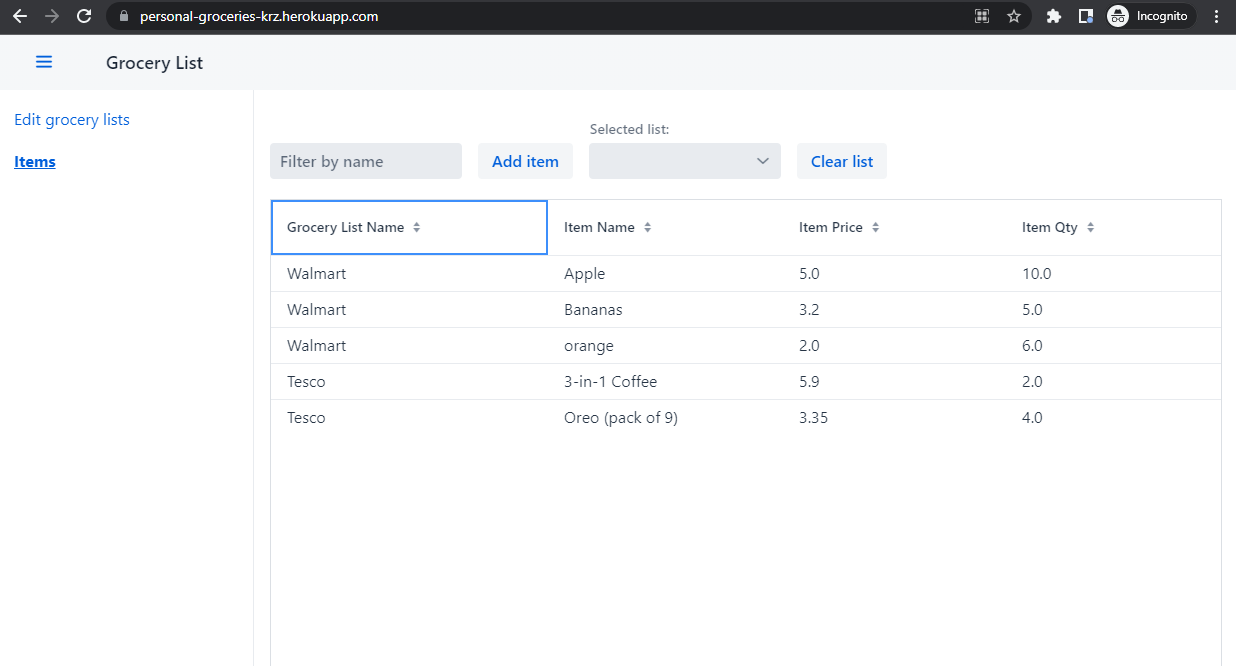 personal-groceries-krz.herokuapp.com Incognito
Grocery List
Edit grocery lists
Items
Selected list:
Filter by name Add item Clear list
Grocery List Name Item Name Item Price Item Qty
Walmart Apple 5.0 10.0
Walmart Bananas 3.2 5.0
Walmart orange 2.0 6.0
Tesco 3-in-1 Coffee 5.9 2.0
Tesco Oreo (pack of 9) 3.35 4.0